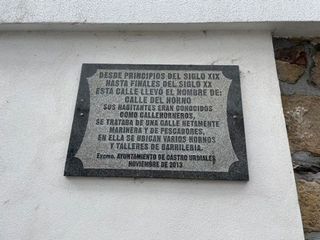 DESDE PRINCIPIOS DEL SIGLO XIX
HASTA FINALES DEL SIGLO XX
ESTA CALLE LLEVÓ EL NOMBRE DE:
CALLE DEL HORNO
SUS HABITANTES ERAN CONOCIDOS
COMO CALLEHORNEROS,
SE TRATABA DE UNA CALLE NETAMENTE
MARINERA Y DE PESCADORES,
EN ELLA SE UBICAN VARIOS HORNOS
Y TALLERES DE BARRILERIA.
Excmo. AYUNTAMIENTO DE CASTRO URDIALES
NOVIEMBRE DE 2013